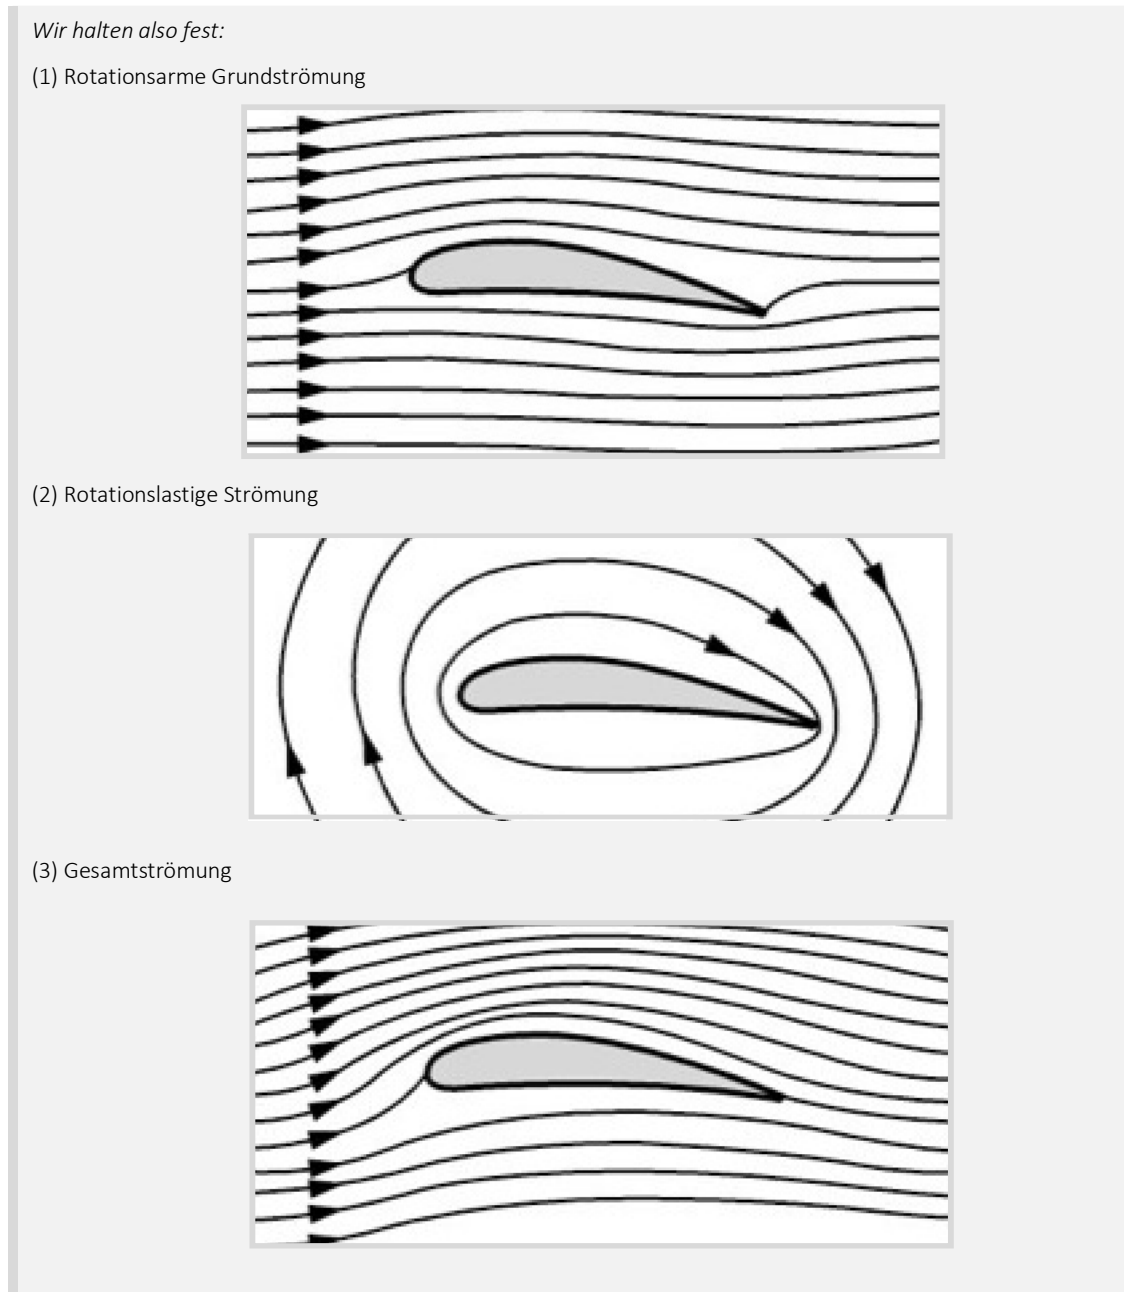 Wir halten also fest:
(1) Rotationsarme Grundströmung
(2) Rotationslastige Strömung
(3) Gesamtströmung